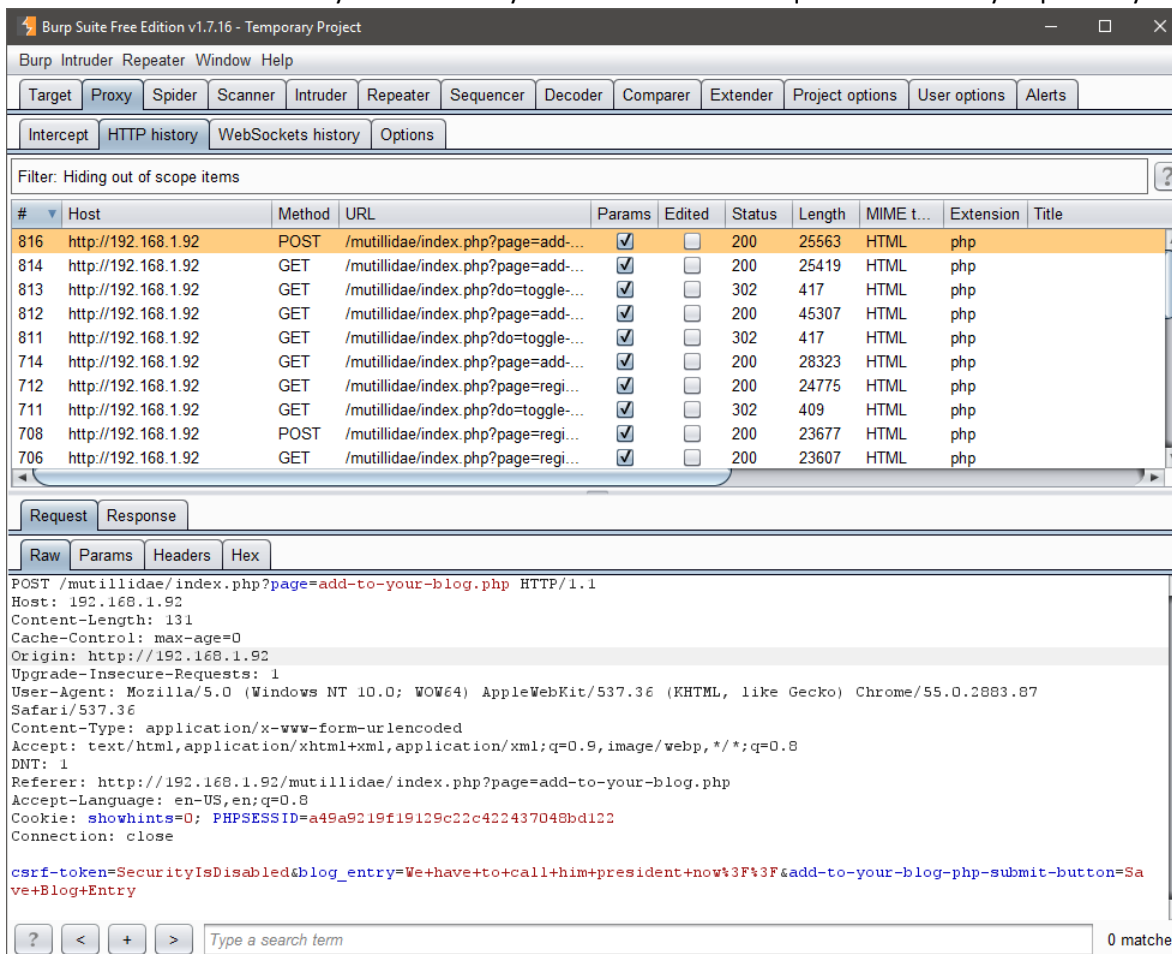 Burp Suite Free Edition v1.7.16 - Temporary Project
Burp Intruder Repeater Window Help
Target Proxy Spider Scanner Intruder Repeater Sequencer Decoder Comparer Extender Project options User options Alerts
Intercept HTTP history WebSockets history Options
Filter: Hiding out of scope items ?
# Host Method URL Params Edited Status Length MIME t... Extension Title
816 http://192.168.1.92 POST /mutillidae/index.php?page=add-... 200 25563 HTML php
814 http://192.168.1.92 GET /mutillidae/index.php?page=add-... 200 25419 HTML php
813 http://192.168.1.92 GET /mutillidae/index.php?do=toggle-... 302 417 HTML php
812 http://192.168.1.92 GET /mutillidae/index.php?page=add-... 200 45307 HTML php
811 http://192.168.1.92 GET /mutillidae/index.php?do=toggle-... 302 417 HTML php
714 http://192.168.1.92 GET /mutillidae/index.php?page=add-... 200 28323 HTML php
712 http://192.168.1.92 GET /mutillidae/index.php?page=regi... 200 24775 HTML php
711 http://192.168.1.92 GET /mutillidae/index.php?do=toggle-... 302 409 HTML php
708 http://192.168.1.92 POST /mutillidae/index.php?page=regi... 200 23677 HTML php
706 http://192.168.1.92 GET /mutillidae/index.php?page=regi... 200 23607 HTML php
Request Response
Raw Params Headers Hex
POST /mutillidae/index.php?page=add-to-your-blog.php HTTP/1.1
Host: 192.168.1.92
Content-Length: 131
Cache-Control: max-age=0
Origin: http://192.168.1.92
Upgrade-Insecure-Requests: 1
User-Agent: Mozilla/5.0 (Windows NT 10.0; WOW64) AppleWebKit/537.36 (KHTML, like Gecko) Chrome/55.0.2883.87
Safari/537.36
Content-Type: application/x-www-form-urlencoded
Accept: text/html,application/xhtml+xml,application/xml;q=0.9,image/webp,*/*;q=0.8
DNT: 1
Referer: http://192.168.1.92/mutillidae/index.php?page=add-to-your-blog.php
Accept-Language: en-US,en;q=0.8
Cookie: showhints=0; PHPSESSID=a49a9219f19129c22c422437048bd122
Connection: close
csrf-token=SecurityIsDisabled&blog_entry=We+have+to+call+him+president+now%3F%3F&add-to-your-blog-php-submit-button=Sa
ve+Blog+Entry
? < + > Type a search term 0 matche